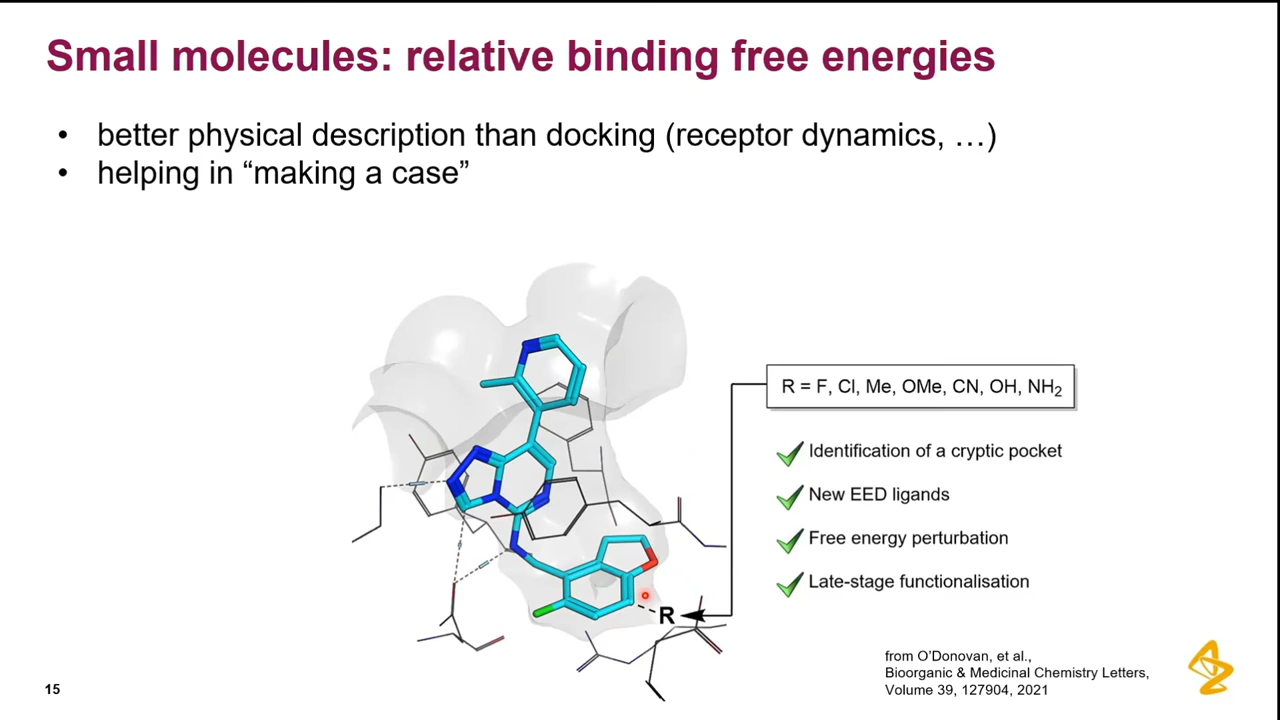 Small molecules: relative binding free energies
• better physical description than docking (receptor dynamics, …)
• helping in “making a case”
R = F, Cl, Me, OMe, CN, OH, NH₂
Identification of a cryptic pocket
New EED ligands
Free energy perturbation
Late-stage functionalisation
R
from O'Donovan, et al.,
Bioorganic & Medicinal Chemistry Letters,
Volume 39, 127904, 2021
15